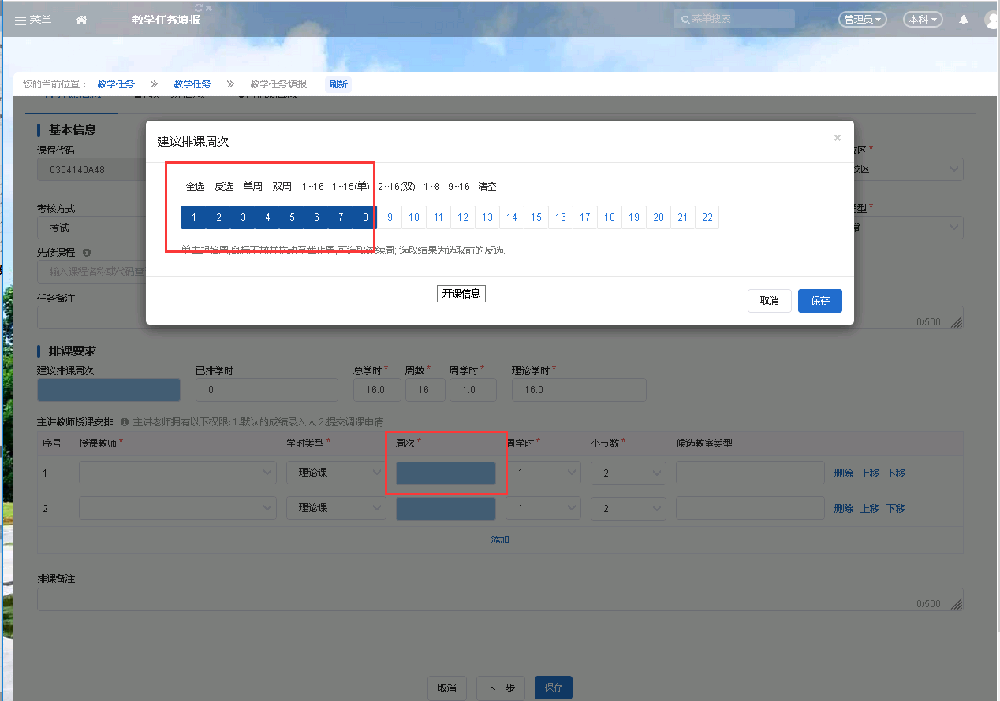 菜单 教学任务填报 菜单搜索 管理员 本科
您的当前位置： 教学任务 » 教学任务 » 教学任务填报 刷新
基本信息
建议排课周次 ×
课程代码
区 *
0304140A48
校区
全选 反选 单周 双周 1~16 1~15(单) 2~16(双) 1~8 9~16 清空
1 2 3 4 5 6 7 8 9 10 11 12 13 14 15 16 17 18 19 20 21 22
考核方式
类型 *
考试
常
单击起始周,鼠标不放并拖动至截止周,可选取连续周; 选取结果为选取前的反选.
先修课程
输入课程名称或代码查
开课信息
任务备注
取消 保存
0/500
排课要求
建议排课周次 已排学时 总学时 * 周数 * 周学时 * 理论学时 *
0 16.0 16 1.0 16.0
主讲教师授课安排 主讲老师拥有以下权限: 1.默认的成绩录入人 2.提交调课申请
序号 授课教师 * 学时类型 * 周次 * 周学时 * 小节数 * 候选教室类型
1 理论课 1 2 删除 上移 下移
2 理论课 1 2 删除 上移 下移
添加
排课备注
0/500
取消 下一步 保存